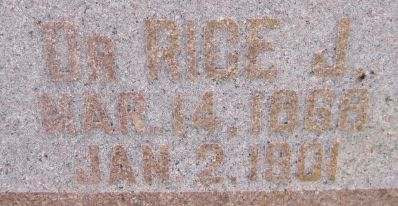 Dr RICE J.
MAR. 14, 1868
JAN. 2, 1901